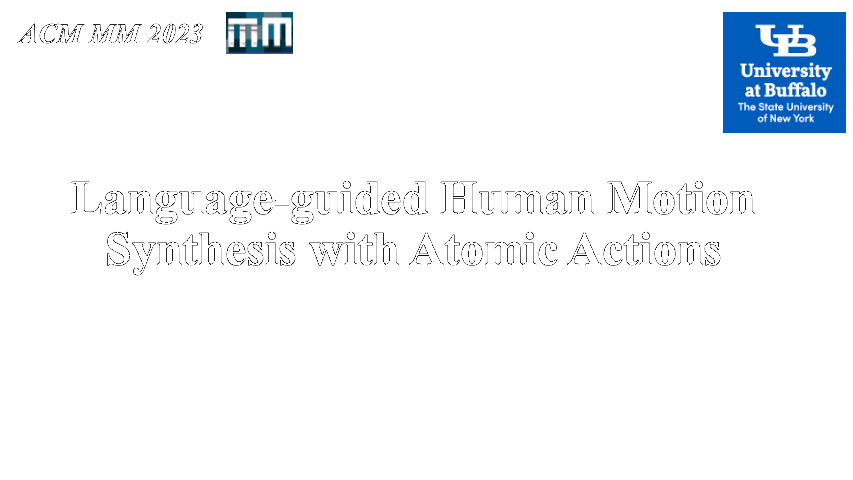 ACM MM 2023
University
at Buffalo
The State University
of New York
Language-guided Human Motion
Synthesis with Atomic Actions